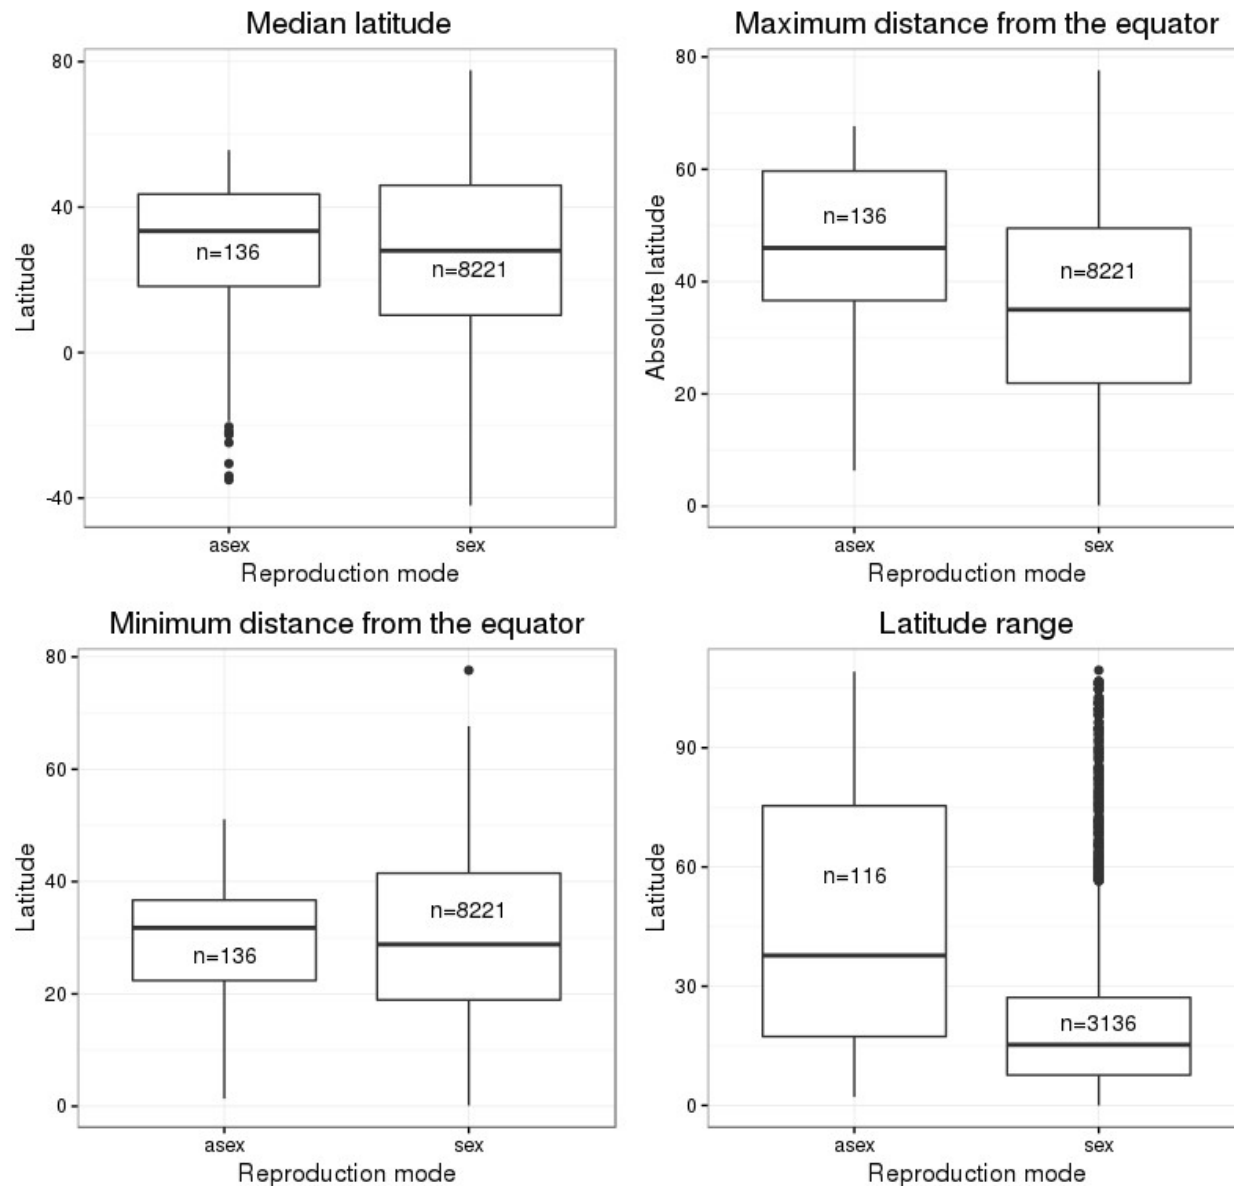 Median latitude
80
40
0
-40
Latitude
n=136
n=8221
asex
sex
Reproduction mode
Maximum distance from the equator
80
60
40
20
0
Absolute latitude
n=136
n=8221
asex
sex
Reproduction mode
Minimum distance from the equator
80
60
40
20
0
Latitude
n=136
n=8221
asex
sex
Reproduction mode
Latitude range
90
60
30
0
Latitude
n=116
n=3136
asex
sex
Reproduction mode